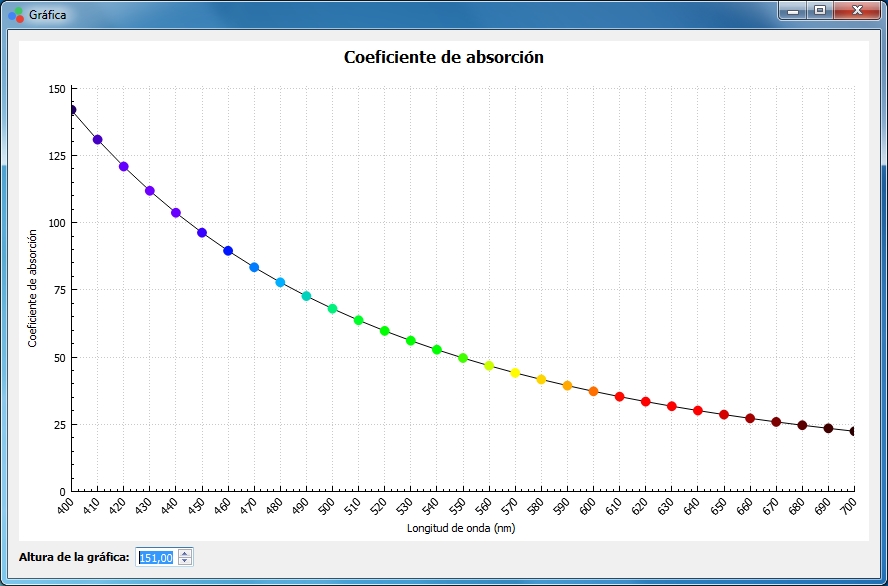 Gráfica
Coeficiente de absorción
150
125
100
75
50
25
0
Coeficiente de absorción
400 410 420 430 440 450 460 470 480 490 500 510 520 530 540 550 560 570 580 590 600 610 620 630 640 650 660 670 680 690 700
Longitud de onda (nm)
Altura de la gráfica: 151,00